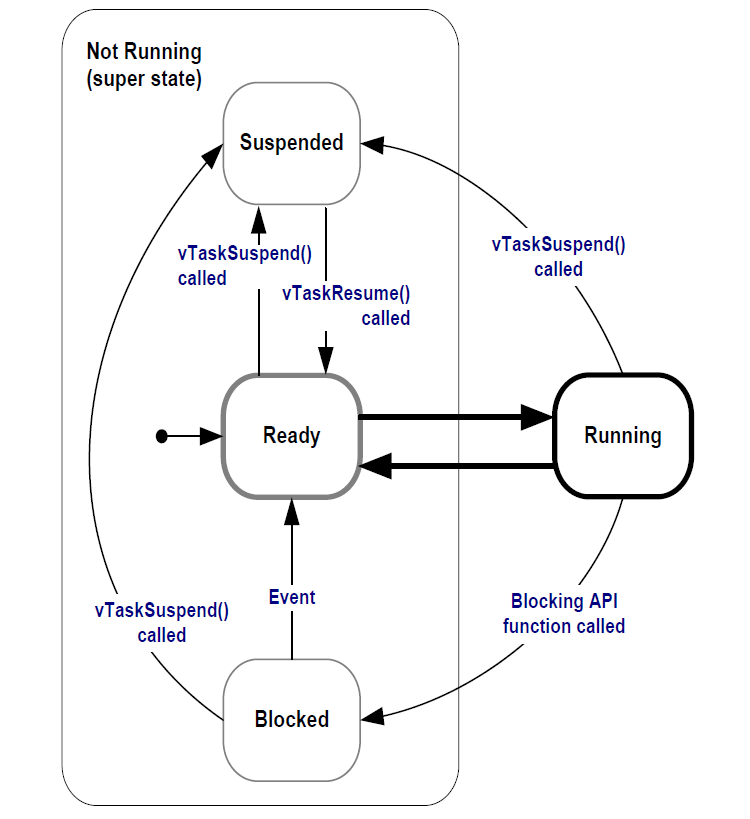 Not Running
(super state)
Suspended
vTaskSuspend()
called
vTaskResume()
called
vTaskSuspend()
called
Ready
Running
Event
vTaskSuspend()
called
Blocking API
function called
Blocked